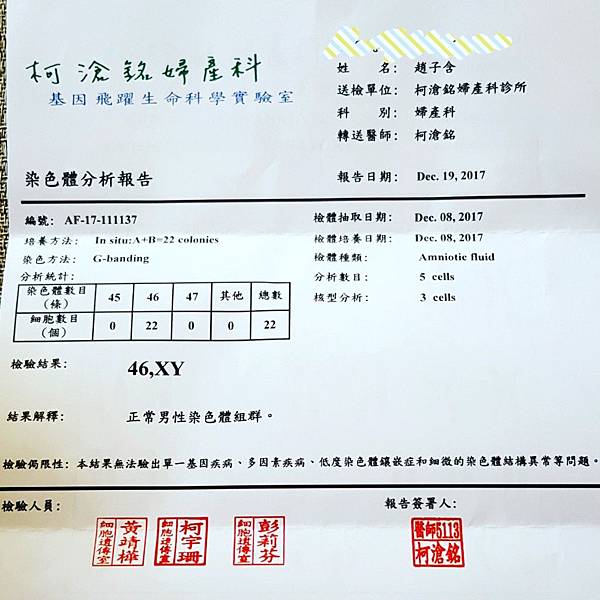 柯滄銘婦產科
基因飛躍生命科學實驗室
姓　名： 趙子含
送檢單位： 柯滄銘婦產科診所
科　別： 婦產科
轉送醫師： 柯滄銘
染色體分析報告
報告日期： Dec. 19, 2017
編號： AF-17-111137
檢體抽取日期： Dec. 08, 2017
培養方法： In situ:A+B=22 colonies
檢體培養日期： Dec. 08, 2017
染色方法： G-banding
檢體種類： Amniotic fluid
分析統計：
分析數目： 5 cells
核型分析： 3 cells
染色體數目（條） 45 46 47 其他 總數
細胞數目（個） 0 22 0 0 22
檢驗結果： 46,XY
結果解釋： 正常男性染色體組群。
檢驗侷限性：本結果無法驗出單一基因疾病、多因素疾病、低度染色體鑲嵌症和細微的染色體結構異常等問題。
檢驗人員：
報告簽署人：
細胞遺傳室 黃靖樺
細胞遺傳室 柯宇珊
細胞遺傳室 彭莉芬
醫師5113
柯滄銘